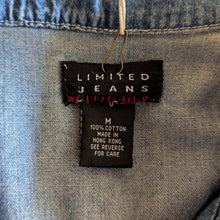 LIMITED
JEANS
M
100% COTTON
MADE IN
HONG KONG
SEE REVERSE
FOR CARE